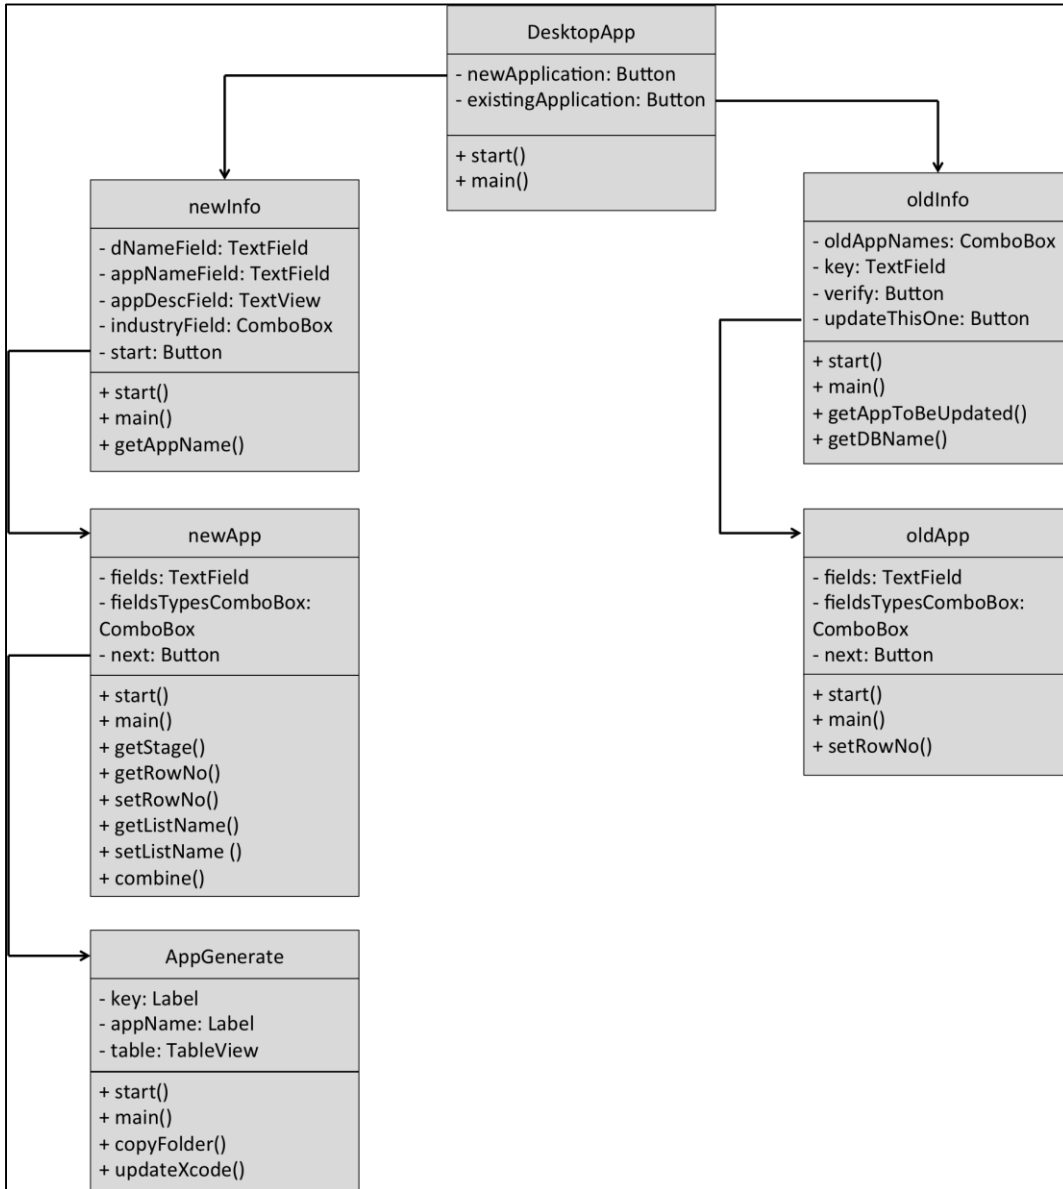 DesktopApp
- newApplication: Button
- existingApplication: Button
+ start()
+ main()
newInfo
- dNameField: TextField
- appNameField: TextField
- appDescField: TextView
- industryField: ComboBox
- start: Button
+ start()
+ main()
+ getAppName()
oldInfo
- oldAppNames: ComboBox
- key: TextField
- verify: Button
- updateThisOne: Button
+ start()
+ main()
+ getAppToBeUpdated()
+ getDBName()
newApp
- fields: TextField
- fieldsTypesComboBox:
ComboBox
- next: Button
+ start()
+ main()
+ getStage()
+ getRowNo()
+ setRowNo()
+ getListName()
+ setListName ()
+ combine()
oldApp
- fields: TextField
- fieldsTypesComboBox:
ComboBox
- next: Button
+ start()
+ main()
+ setRowNo()
AppGenerate
- key: Label
- appName: Label
- table: TableView
+ start()
+ main()
+ copyFolder()
+ updateXcode()